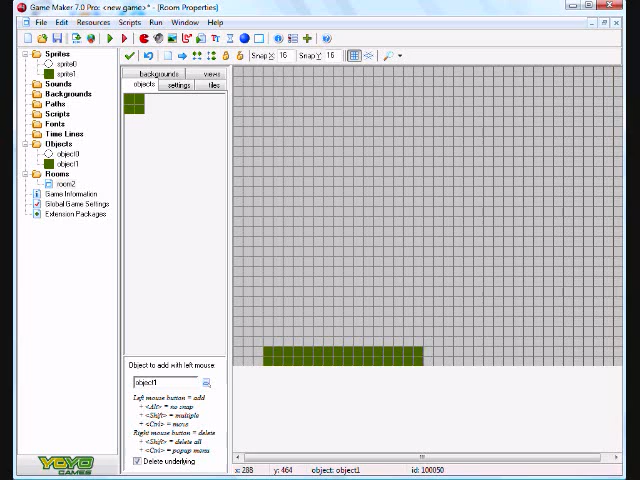 Game Maker 7.0 Pro: <new game>* - [Room Properties]
File Edit Resources Scripts Run Window Help
Snap X: 16 Snap Y: 16
Sprites
sprite0
sprite1
Sounds
Backgrounds
Paths
Scripts
Fonts
Time Lines
Objects
object0
object1
Rooms
room2
Game Information
Global Game Settings
Extension Packages
backgrounds views
objects settings tiles
Object to add with left mouse:
object1
Left mouse button = add
+ <Alt> = no snap
+ <Shift> = multiple
+ <Ctrl> = move
Right mouse button = delete
+ <Shift> = delete all
+ <Ctrl> = popup menu
Delete underlying
YOYO
GAMES
x: 288 y: 464 object: object1 id: 100050